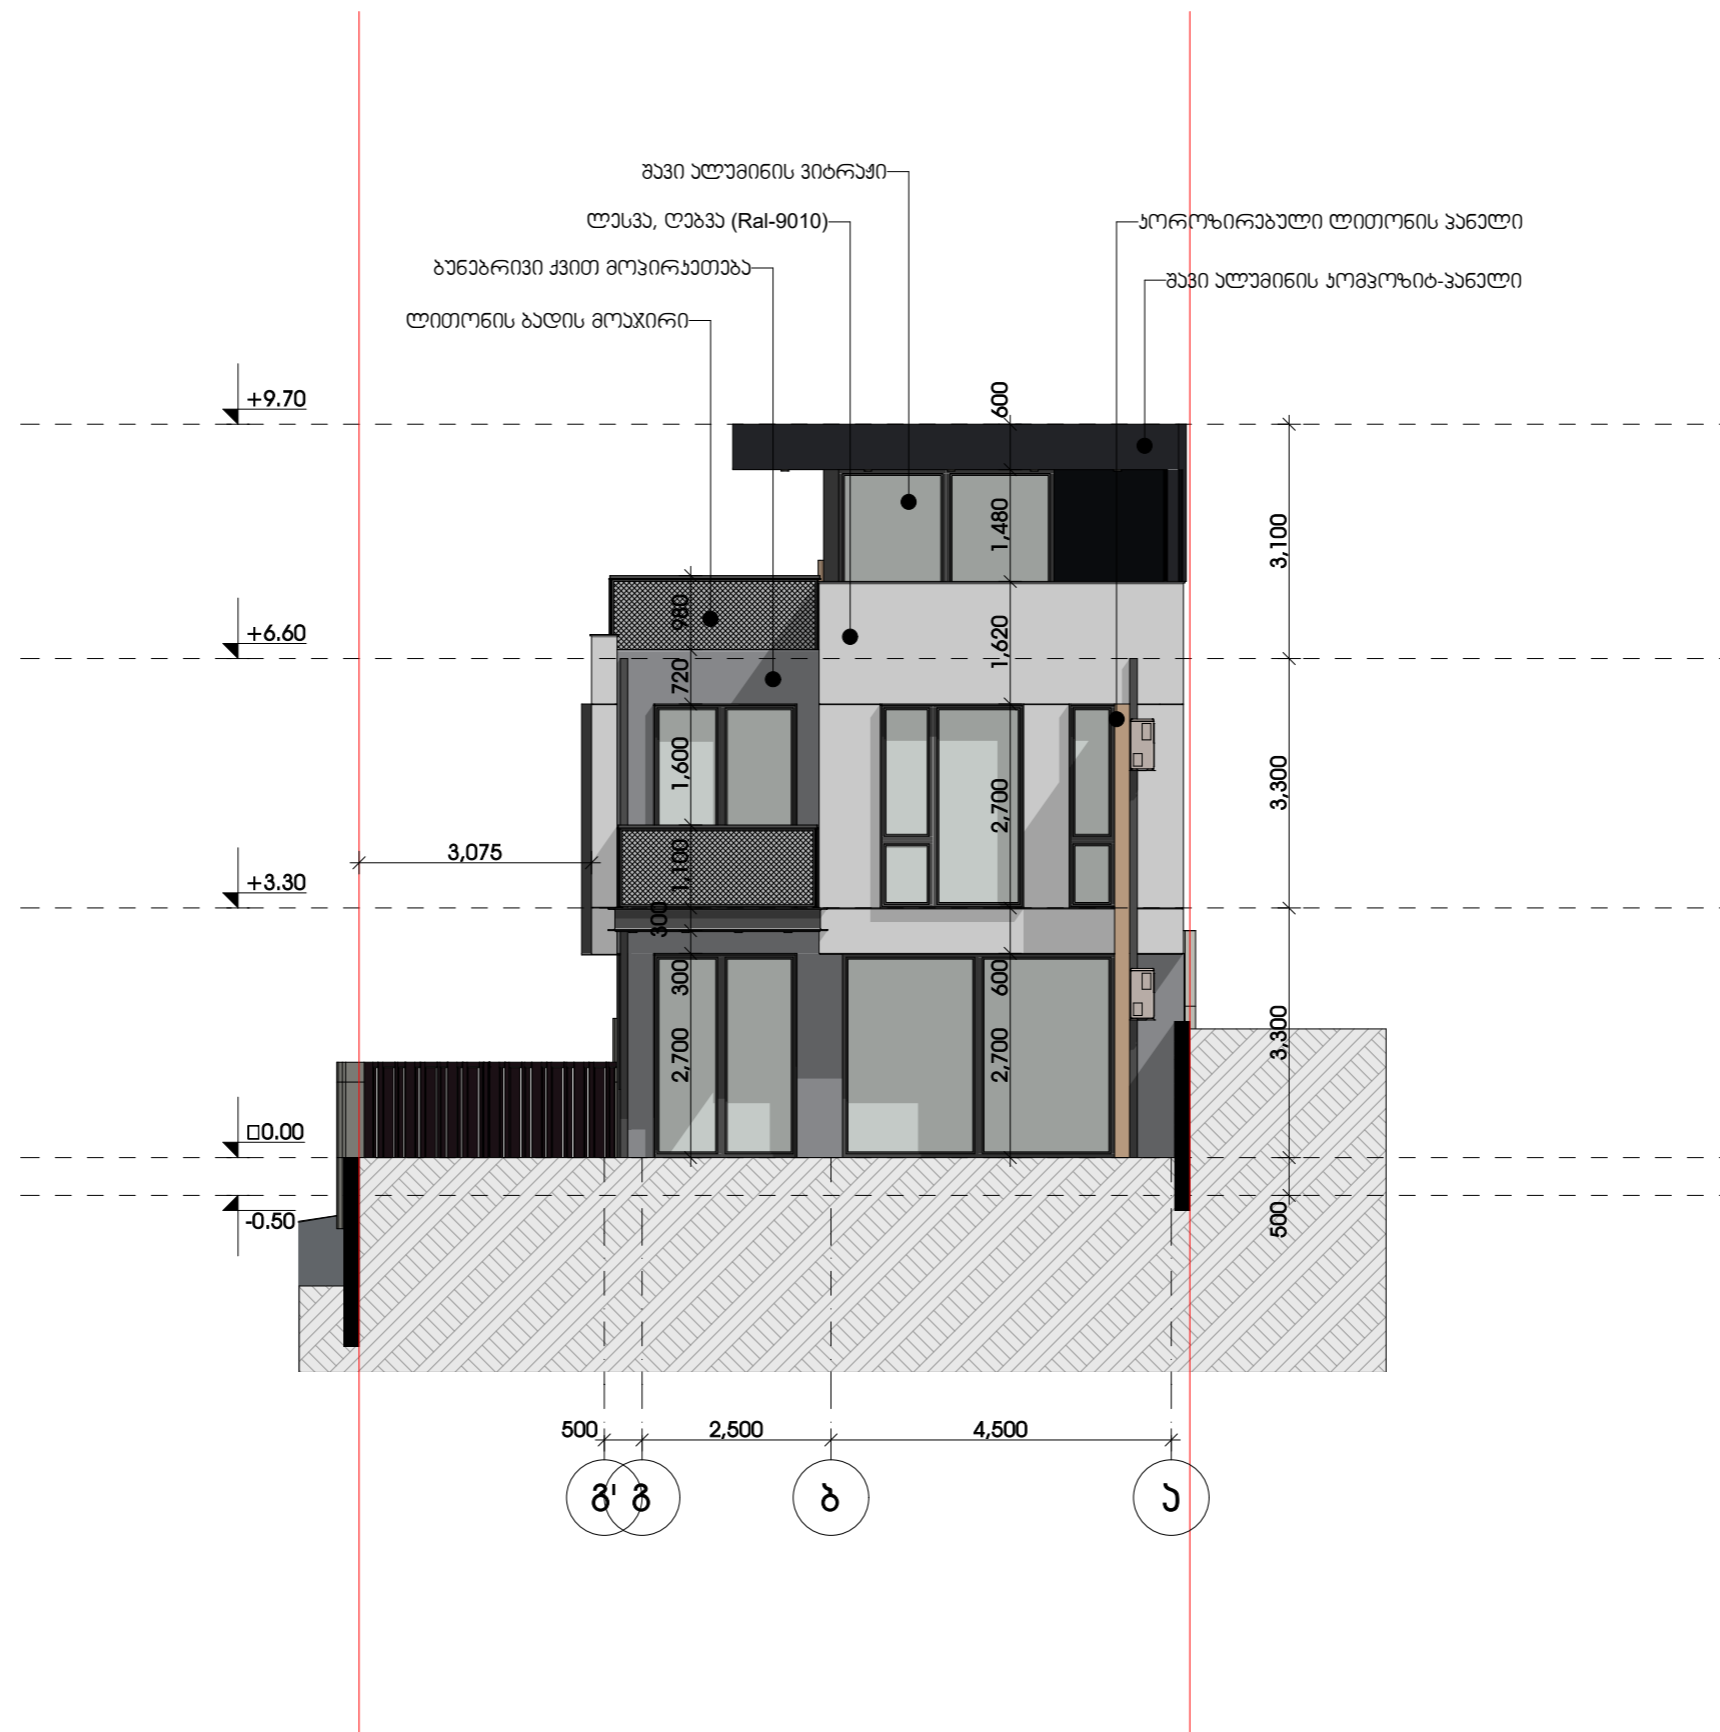 შავი ალუმინის ვიტრაჟი
ლესვა, ღებვა (Ral-9010)
კოროზირებული ლითონის პანელი
ბუნებრივი ქვით მოპირკეთება
შავი ალუმინის კომპოზიტ-პანელი
ლითონის ბადის მოაჯირი
+9.70
600
1,480
3,100
980
+6.60
1,620
720
1,600
2,700
3,300
3,075
1,100
+3.30
300
300
600
2,700
2,700
3,300
□0.00
-0.50
500
500
2,500
4,500
გ'
გ
ბ
ა